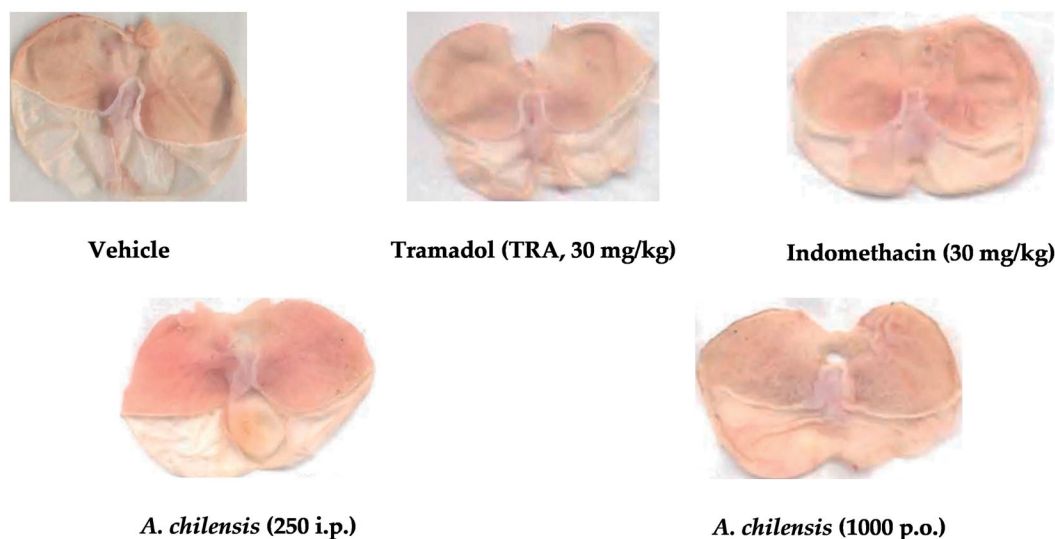 Vehicle
Tramadol (TRA, 30 mg/kg)
Indomethacin (30 mg/kg)
A. chilensis (250 i.p.)
A. chilensis (1000 p.o.)